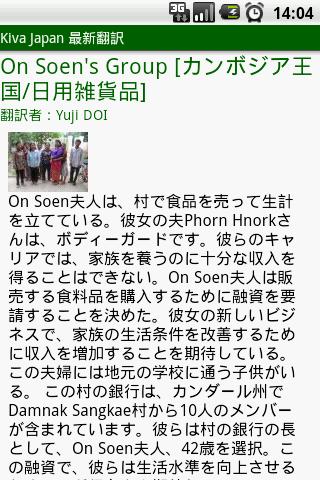 3G 14:04
Kiva Japan 最新翻訳
On Soen's Group [カンボジア王
国/日用雑貨品]
翻訳者：Yuji DOI
On Soen夫人は、村で食品を売って生計
を立てている。彼女の夫Phorn Hnorkさ
んは、ボディーガードです。彼らのキャ
リアでは、家族を養うのに十分な収入を
得ることはできない。On Soen夫人は販
売する食料品を購入するために融資を要
請することを決めた。彼女の新しいビジ
ネスで、家族の生活条件を改善するため
に収入を増加することを期待している。
この夫婦には地元の学校に通う子供がい
る。 この村の銀行は、カンダール州で
Damnak Sangkae村から10人のメンバー
が含まれています。彼らは村の銀行の長
として、On Soen夫人、42歳を選択。こ
の融資で、彼らは生活水準を向上させる